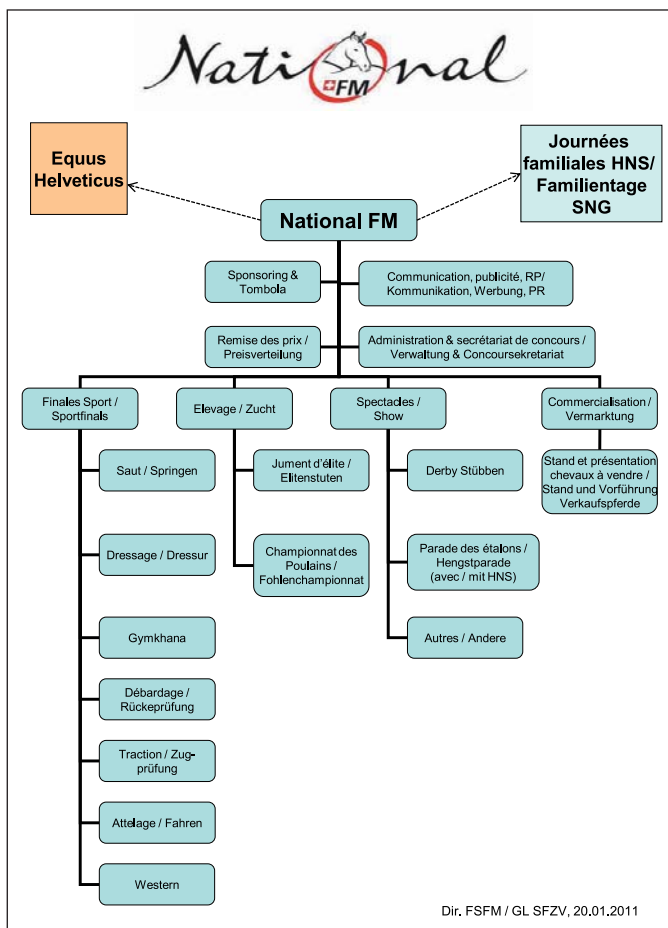 National
FM
Equus
Helveticus
Journées
familiales HNS/
Familientage
SNG
National FM
Sponsoring &
Tombola
Communication, publicité, RP/
Kommunikation, Werbung, PR
Remise des prix /
Preisverteilung
Administration & secrétariat de concours /
Verwaltung & Concoursekretariat
Finales Sport /
Sportfinals
Elevage / Zucht
Spectacles /
Show
Commercialisation /
Vermarktung
Saut / Springen
Jument d'élite /
Elitenstuten
Derby Stübben
Stand et présentation
chevaux à vendre /
Stand und Vorführung
Verkaufspferde
Dressage / Dressur
Championnat des
Poulains /
Fohlenchampionnat
Parade des étalons /
Hengstparade
(avec / mit HNS)
Gymkhana
Autres / Andere
Débardage /
Rückeprüfung
Traction / Zug-
prüfung
Attelage / Fahren
Western
Dir. FSFM / GL SFZV, 20.01.2011